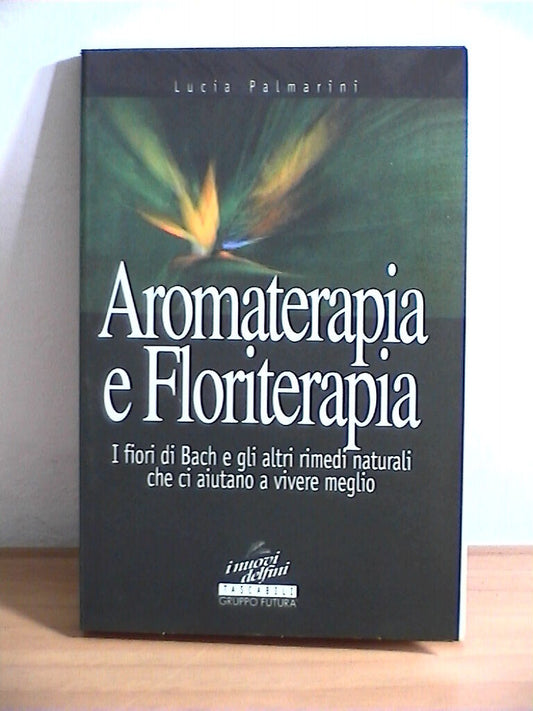 Lucia Palmarini
Aromaterapia
e Floriterapia
I fiori di Bach e gli altri rimedi naturali
che ci aiutano a vivere meglio
i nuovi
delfini
TASCABILI
GRUPPO FUTURA